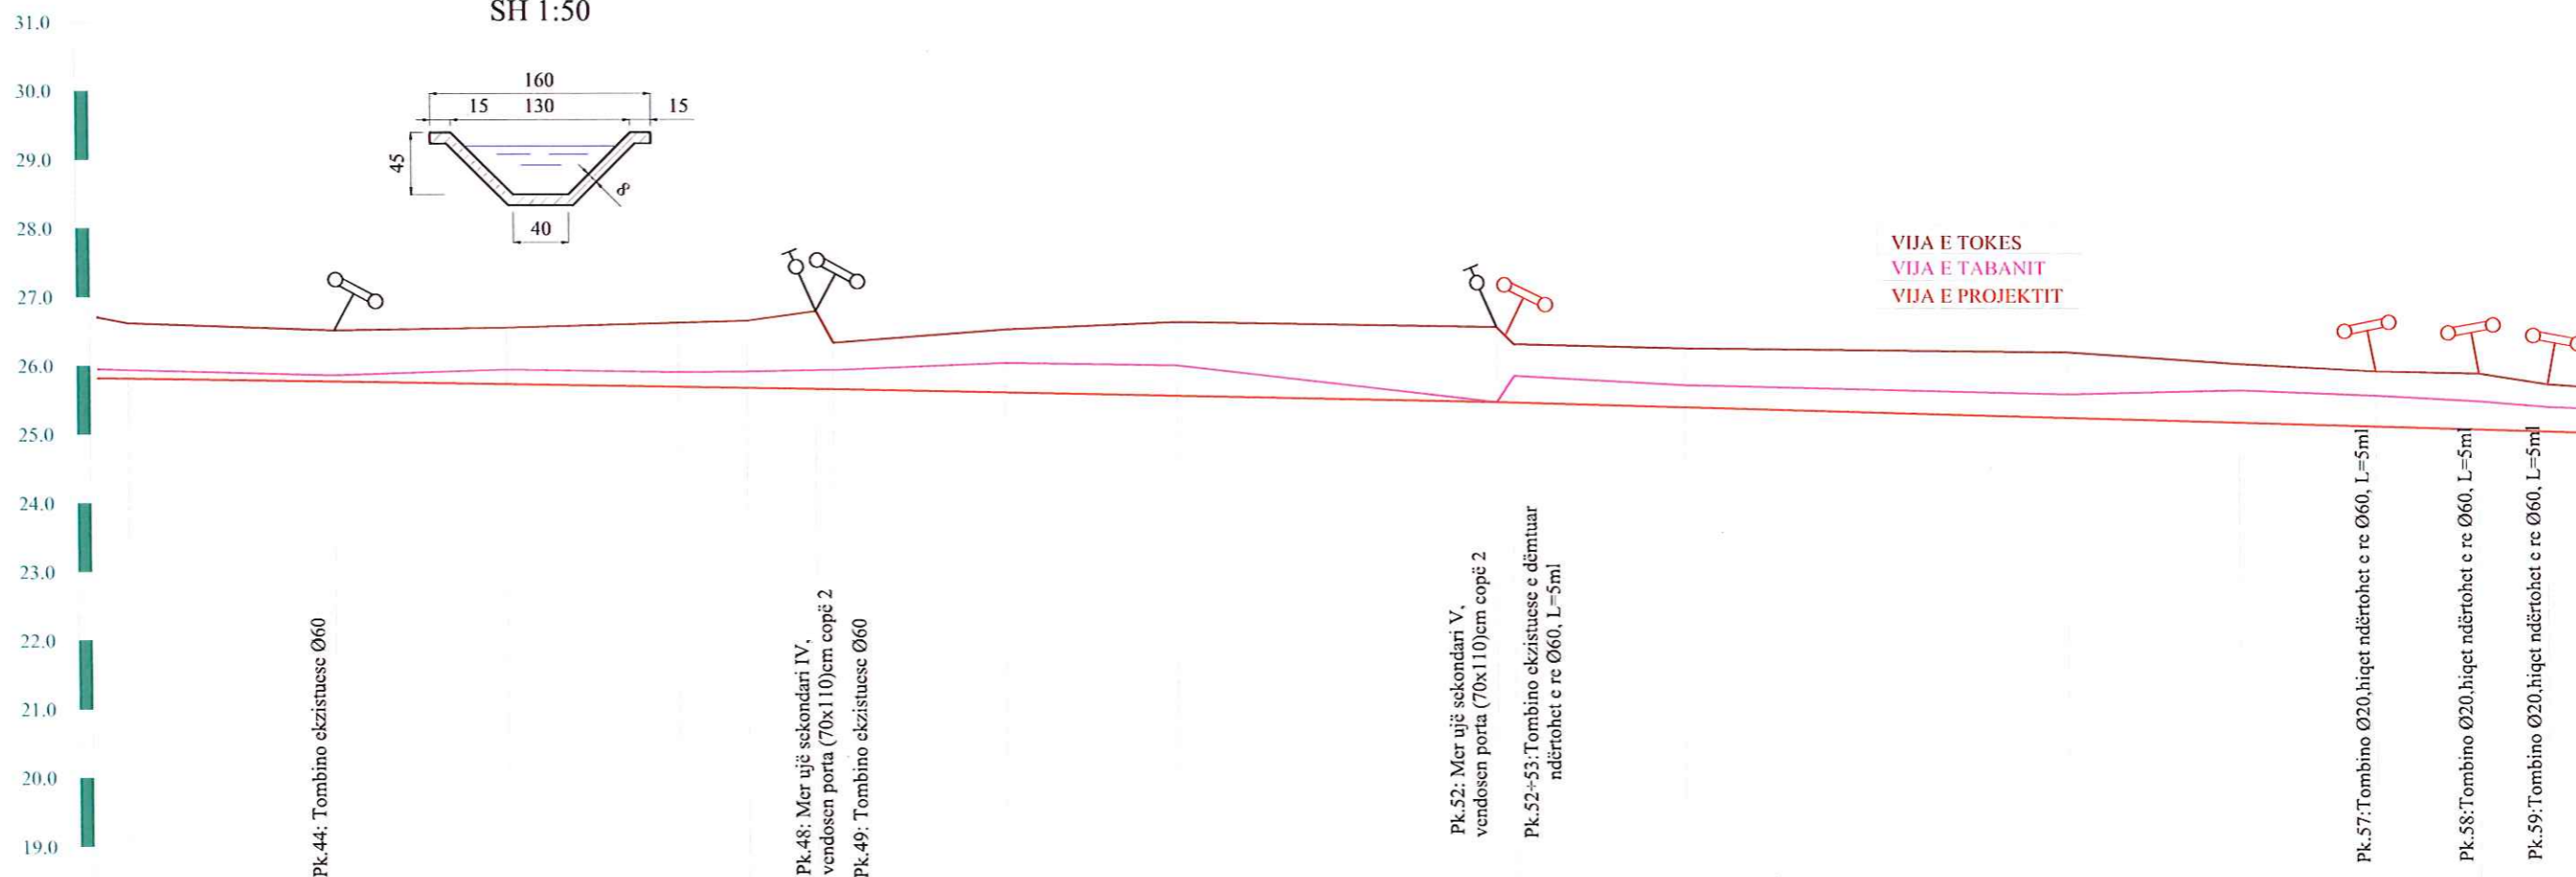 SH 1:50
31.0
30.0
29.0
28.0
27.0
26.0
25.0
24.0
23.0
22.0
21.0
20.0
19.0
160
15 130 15
45
8
40
VIJA E TOKES
VIJA E TABANIT
VIJA E PROJEKTIT
Pk.44: Tombino ekzistuese Ø60
Pk.48: Mer ujë sekondari IV,
vendosen porta (70x110)cm copë 2
Pk.49: Tombino ekzistuese Ø60
Pk.52: Mer ujë sekondari V,
vendosen porta (70x110)cm copë 2
Pk.52÷53:Tombino ekzistuese e dëmtuar
ndërtohet e re Ø60, L=5ml
Pk.57:Tombino Ø20,hiqet ndërtohet e re Ø60, L=5ml
Pk.58:Tombino Ø20,hiqet ndërtohet e re Ø60, L=5ml
Pk.59:Tombino Ø20,hiqet ndërtohet e re Ø60, L=5ml